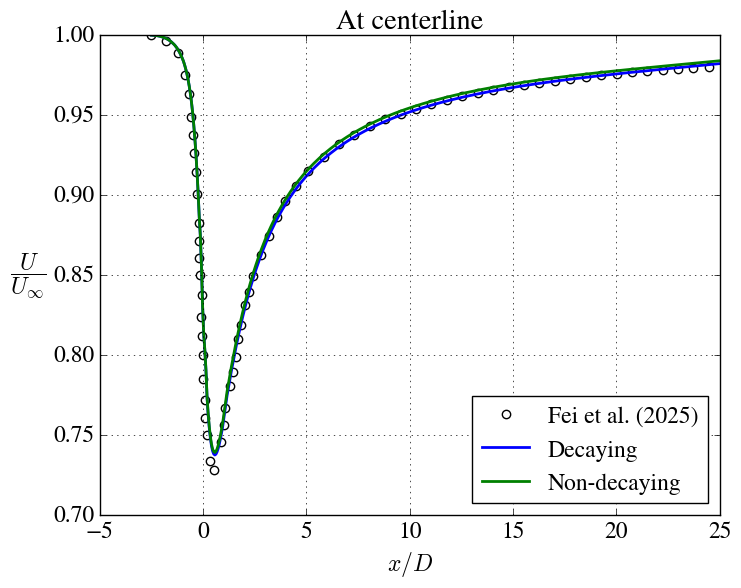 At centerline
1.00
0.95
0.90
0.85
0.80
0.75
0.70
U
U∞
−5
0
5
10
15
20
25
x/D
Fei et al. (2025)
Decaying
Non-decaying